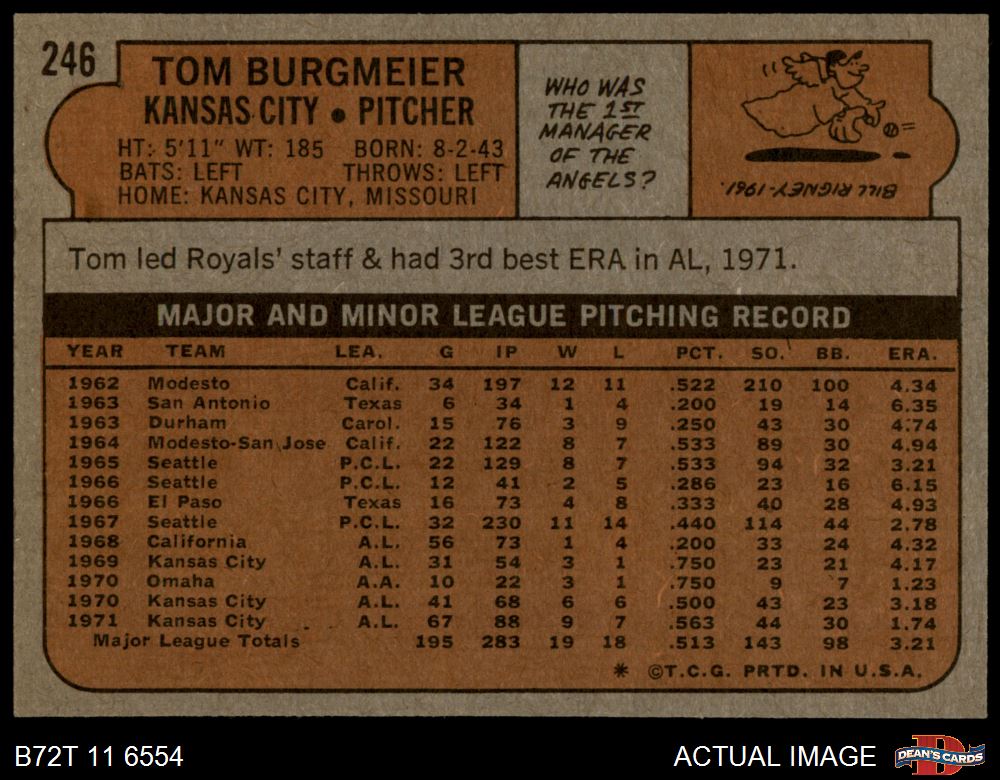 246
TOM BURGMEIER
KANSAS CITY • PITCHER
HT: 5'11" WT: 185 BORN: 8-2-43
BATS: LEFT THROWS: LEFT
HOME: KANSAS CITY, MISSOURI
WHO WAS
THE 1ST
MANAGER
OF THE
ANGELS?
BILL RIGNEY-1961.
Tom led Royals' staff & had 3rd best ERA in AL, 1971.
MAJOR AND MINOR LEAGUE PITCHING RECORD
YEAR TEAM LEA. G IP W L PCT. SO. BB. ERA.
1962 Modesto Calif. 34 197 12 11 .522 210 100 4.34
1963 San Antonio Texas 6 34 1 4 .200 19 14 6.35
1963 Durham Carol. 15 76 3 9 .250 43 30 4.74
1964 Modesto-San Jose Calif. 22 122 8 7 .533 89 30 4.94
1965 Seattle P.C.L. 22 129 8 7 .533 94 32 3.21
1966 Seattle P.C.L. 12 41 2 5 .286 23 16 6.15
1966 El Paso Texas 16 73 4 8 .333 40 28 4.93
1967 Seattle P.C.L. 32 230 11 14 .440 114 44 2.78
1968 California A.L. 56 73 1 4 .200 33 24 4.32
1969 Kansas City A.L. 31 54 3 1 .750 23 21 4.17
1970 Omaha A.A. 10 22 3 1 .750 9 7 1.23
1970 Kansas City A.L. 41 68 6 6 .500 43 23 3.18
1971 Kansas City A.L. 67 88 9 7 .563 44 30 1.74
Major League Totals 195 283 19 18 .513 143 98 3.21
* ©T.C.G. PRTD. IN U.S.A.
B72T 11 6554
ACTUAL IMAGE
D
DEAN'S CARDS